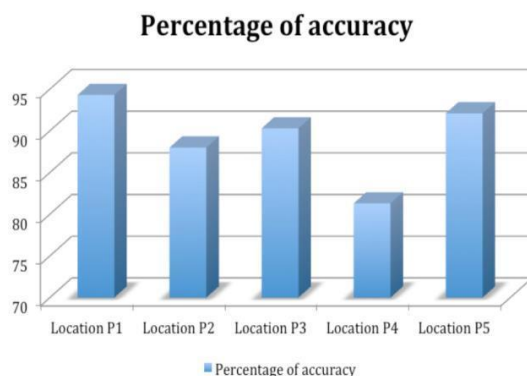 Percentage of accuracy
95
90
85
80
75
70
Location P1 Location P2 Location P3 Location P4 Location P5
Percentage of accuracy